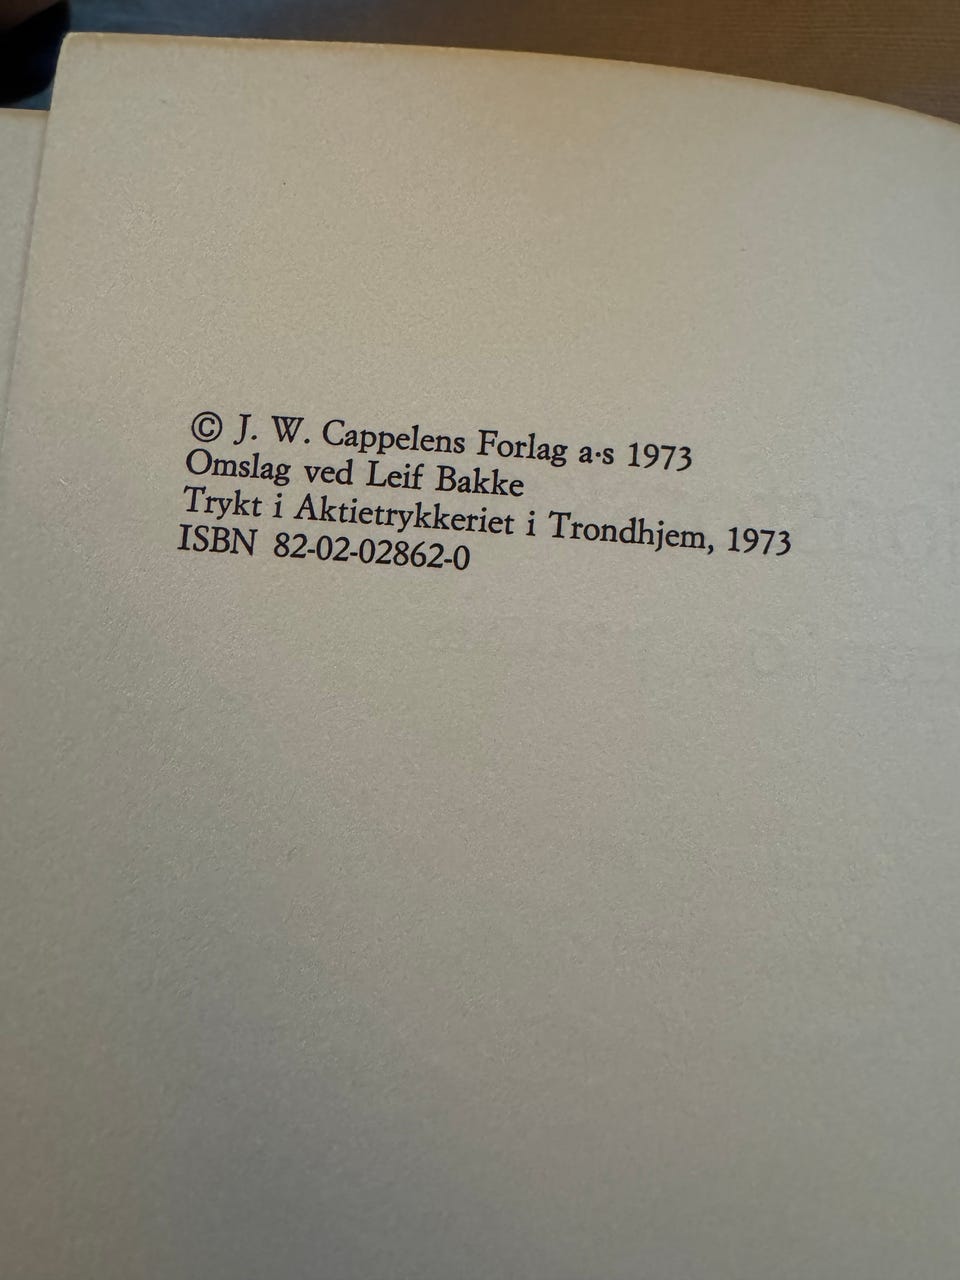 © J. W. Cappelens Forlag a·s 1973
Omslag ved Leif Bakke
Trykt i Aktietrykkeriet i Trondhjem, 1973
ISBN 82-02-02862-0